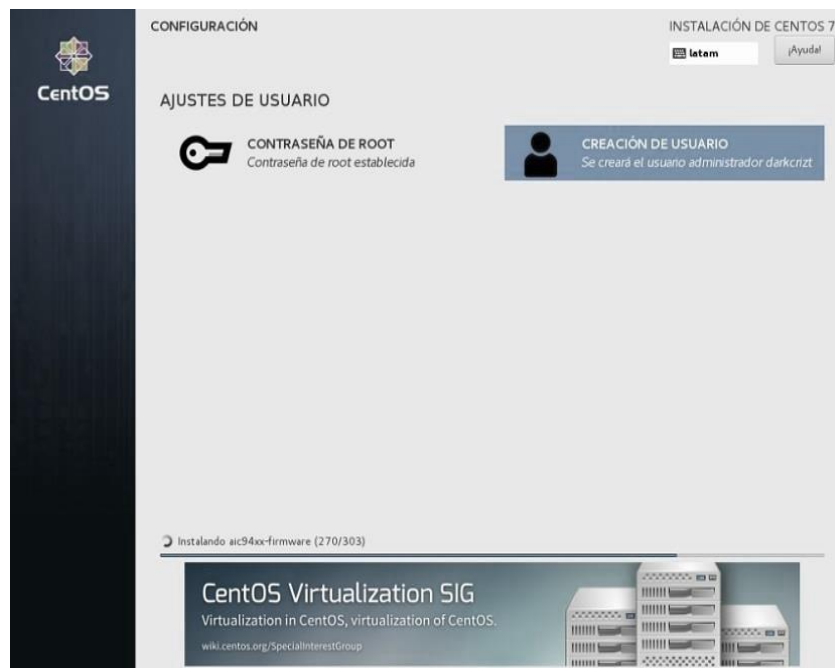 CentOS
CONFIGURACIÓN
INSTALACIÓN DE CENTOS 7
latam
¡Ayuda!
AJUSTES DE USUARIO
CONTRASEÑA DE ROOT
Contraseña de root establecida
CREACIÓN DE USUARIO
Se creará el usuario administrador darkcrizt
Instalando aic94xx-firmware (270/303)
CentOS Virtualization SIG
Virtualization in CentOS, virtualization of CentOS.
wiki.centos.org/SpecialInterestGroup